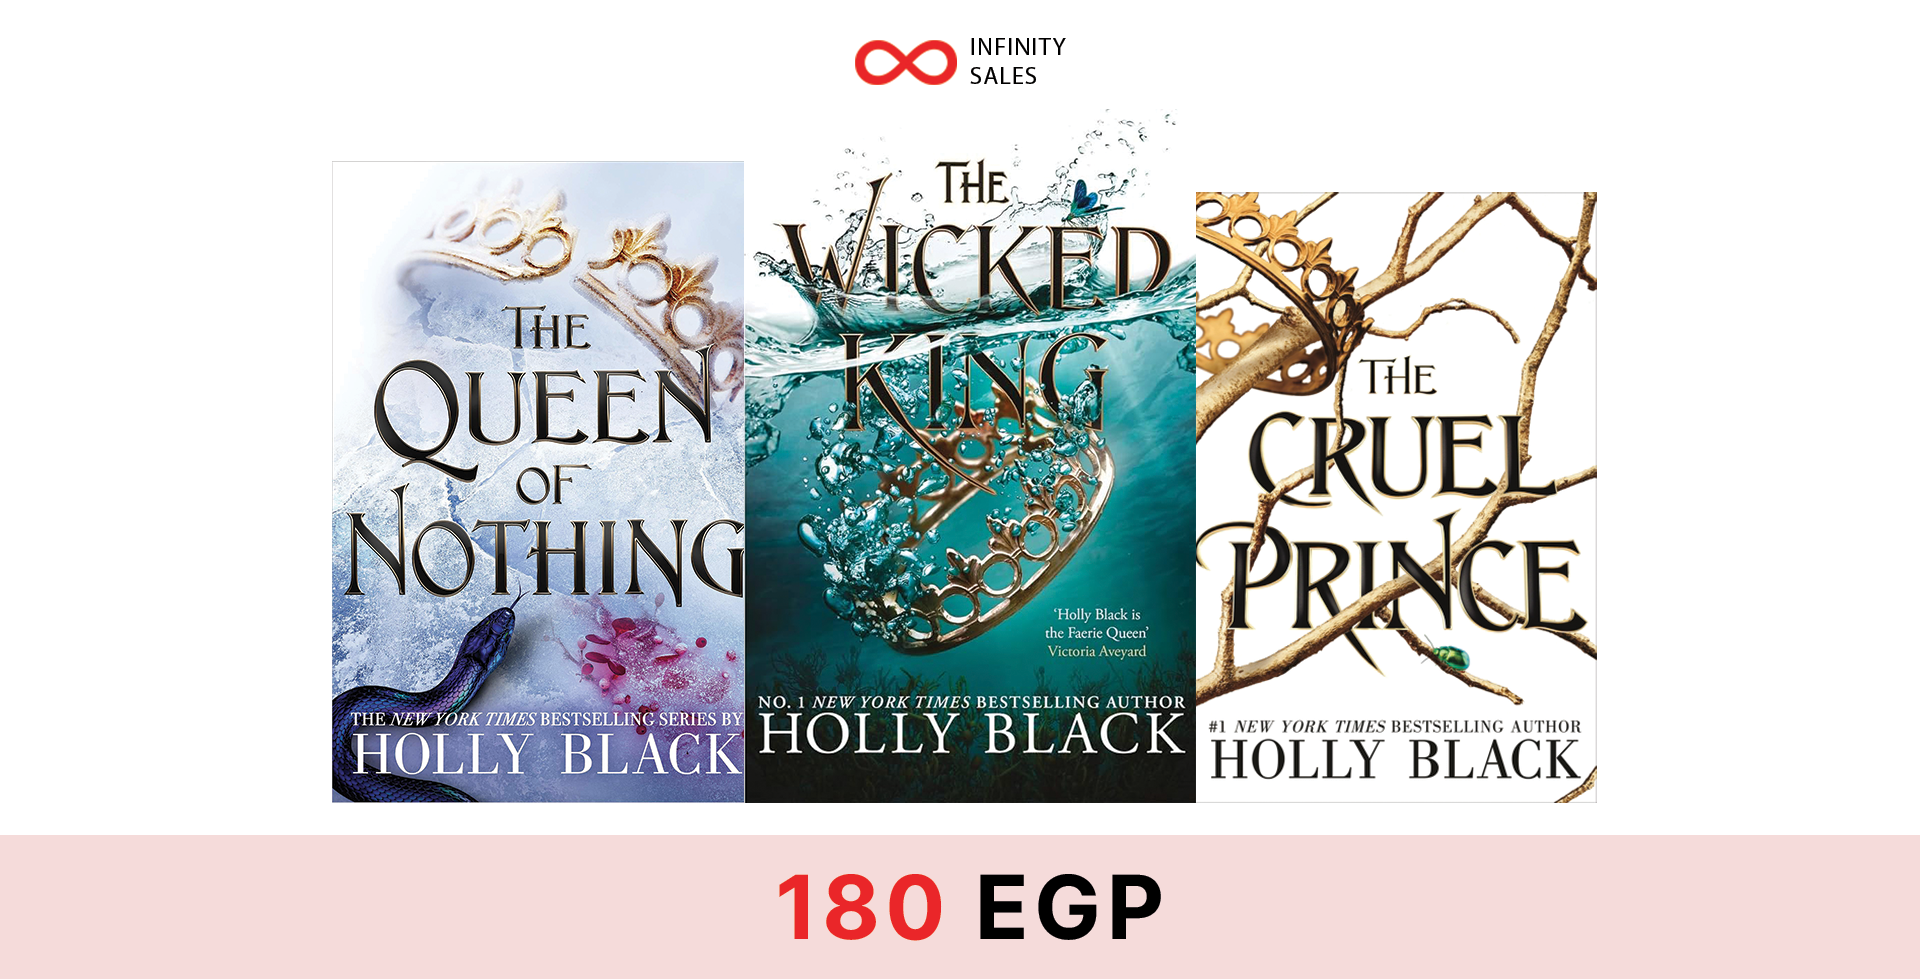 INFINITY
SALES
THE
QUEEN
OF
NOTHING
THE NEW YORK TIMES BESTSELLING SERIES BY
HOLLY BLACK
THE
WICKED
KING
‘Holly Black is
the Faerie Queen’
Victoria Aveyard
NO. 1 NEW YORK TIMES BESTSELLING AUTHOR
HOLLY BLACK
THE
CRUEL
PRINCE
#1 NEW YORK TIMES BESTSELLING AUTHOR
HOLLY BLACK
180 EGP